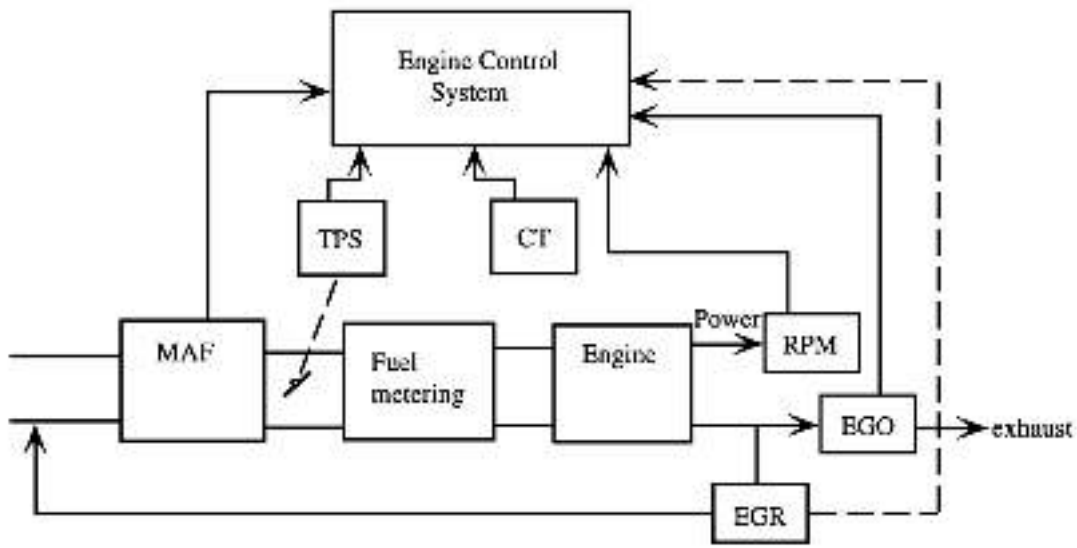 Engine Control
System
TPS
CT
MAF
Fuel
metering
Engine
Power
RPM
EGO
exhaust
EGR